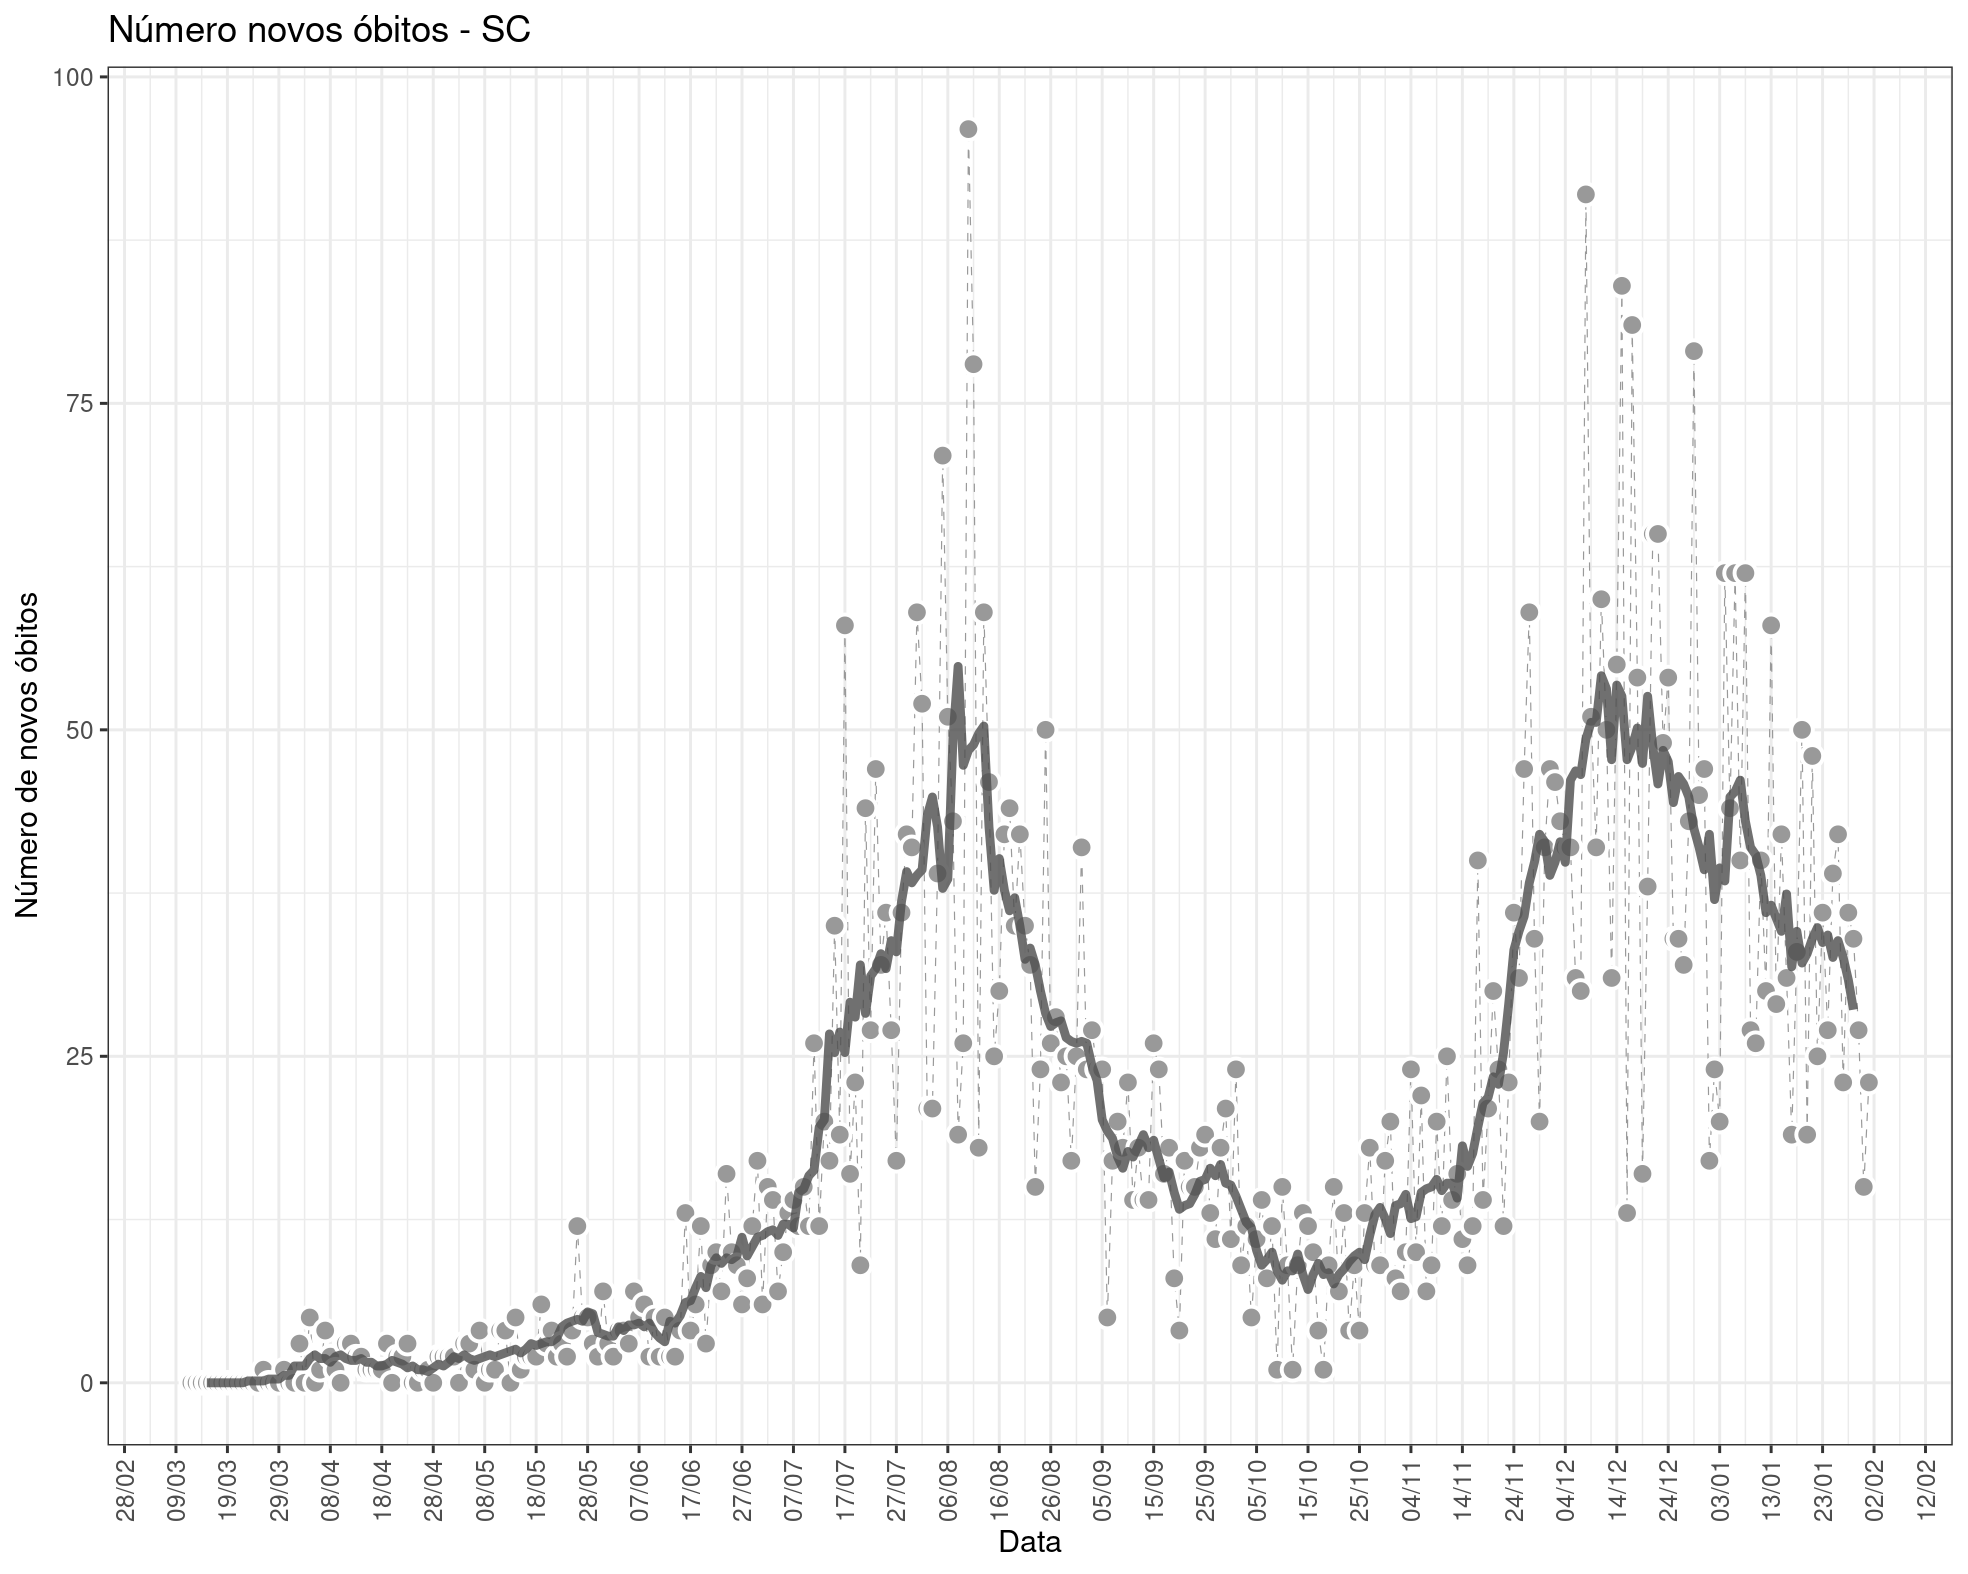 Número novos óbitos - SC
Número de novos óbitos
100
75
50
25
0
28/02 09/03 19/03 29/03 08/04 18/04 28/04 08/05 18/05 28/05 07/06 17/06 27/06 07/07 17/07 27/07 06/08 16/08 26/08 05/09 15/09 25/09 05/10 15/10 25/10 04/11 14/11 24/11 04/12 14/12 24/12 03/01 13/01 23/01 02/02 12/02
Data